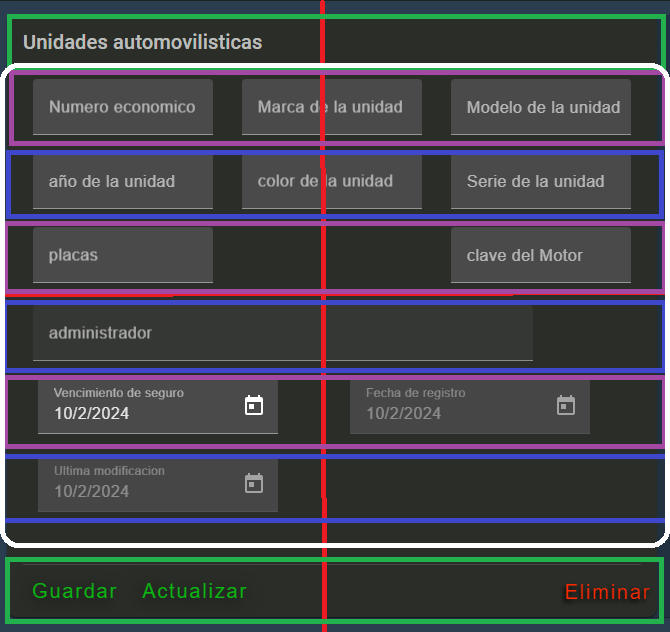 Unidades automovilisticas
Numero economico Marca de la unidad Modelo de la unidad
año de la unidad color de la unidad Serie de la unidad
placas clave del Motor
administrador
Vencimiento de seguro Fecha de registro
10/2/2024 10/2/2024
Ultima modificacion
10/2/2024
Guardar Actualizar Eliminar